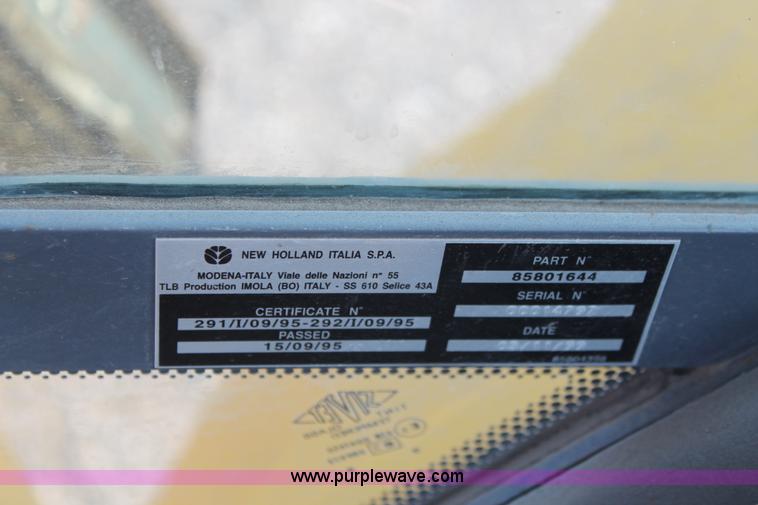 NEW HOLLAND ITALIA S.P.A.
MODENA-ITALY Viale delle Nazioni n° 55
TLB Production IMOLA (BO) ITALY - SS 610 Selice 43A
CERTIFICATE N°
291/I/09/95-292/I/09/95
PASSED
15/09/95
PART N°
85801644
SERIAL N°
DATE
www.purplewave.com